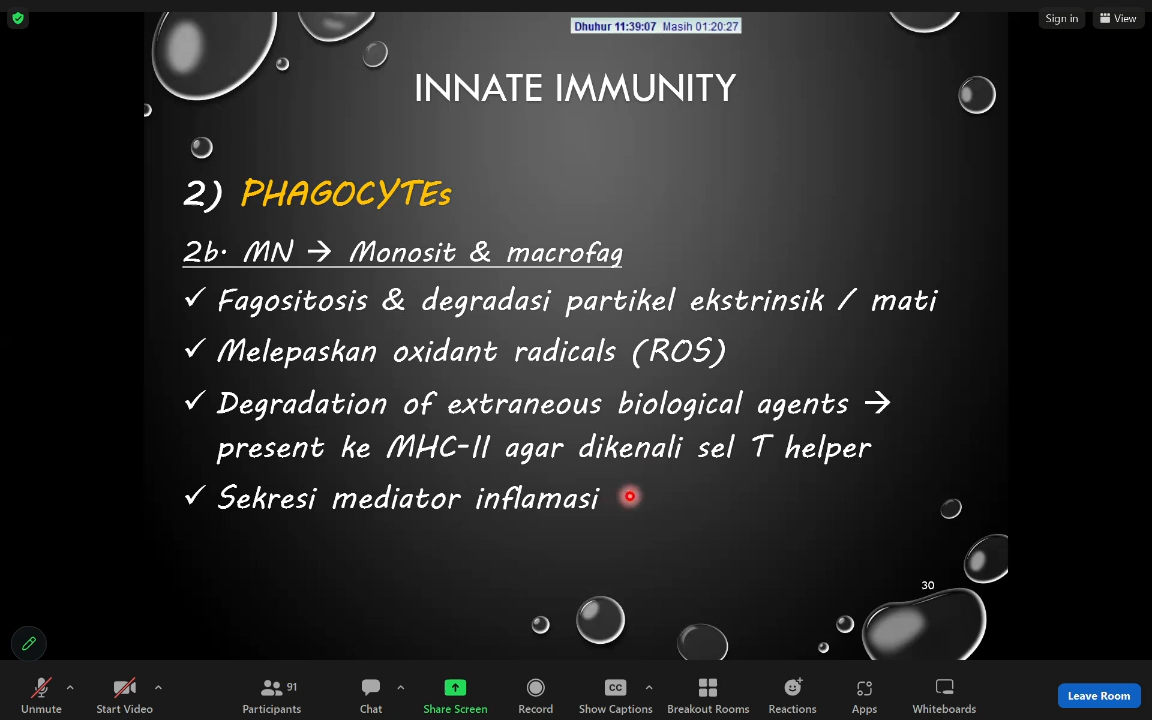 Dhuhur 11:39:07 Masih 01:20:27
Sign in
View
INNATE IMMUNITY
2) PHAGOCYTEs
2b. MN → Monosit & macrofag
✓ Fagositosis & degradasi partikel ekstrinsik / mati
✓ Melepaskan oxidant radicals (ROS)
✓ Degradation of extraneous biological agents →
present ke MHC-II agar dikenali sel T helper
✓ Sekresi mediator inflamasi
30
91
CC
Unmute
Start Video
Participants
Chat
Share Screen
Record
Show Captions
Breakout Rooms
Reactions
Apps
Whiteboards
Leave Room